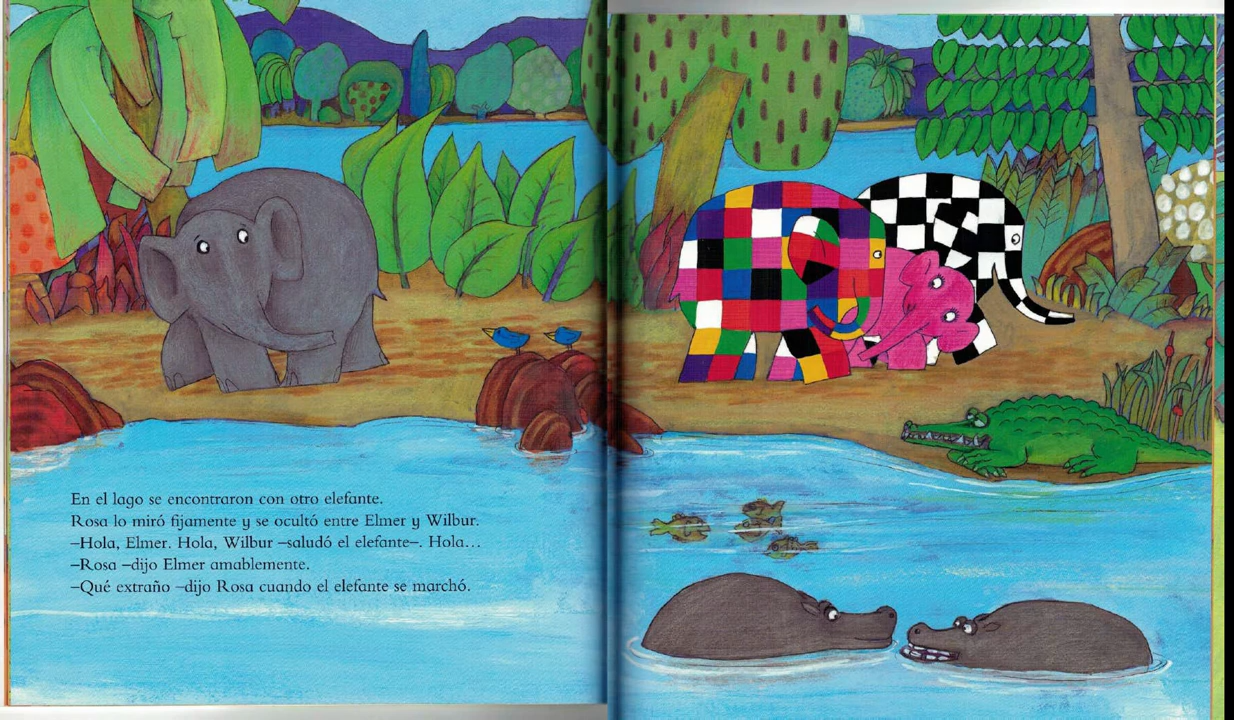 En el lago se encontraron con otro elefante.
Rosa lo miró fijamente y se ocultó entre Elmer y Wilbur.
–Hola, Elmer. Hola, Wilbur –saludó el elefante–. Hola...
–Rosa –dijo Elmer amablemente.
–Qué extraño –dijo Rosa cuando el elefante se marchó.